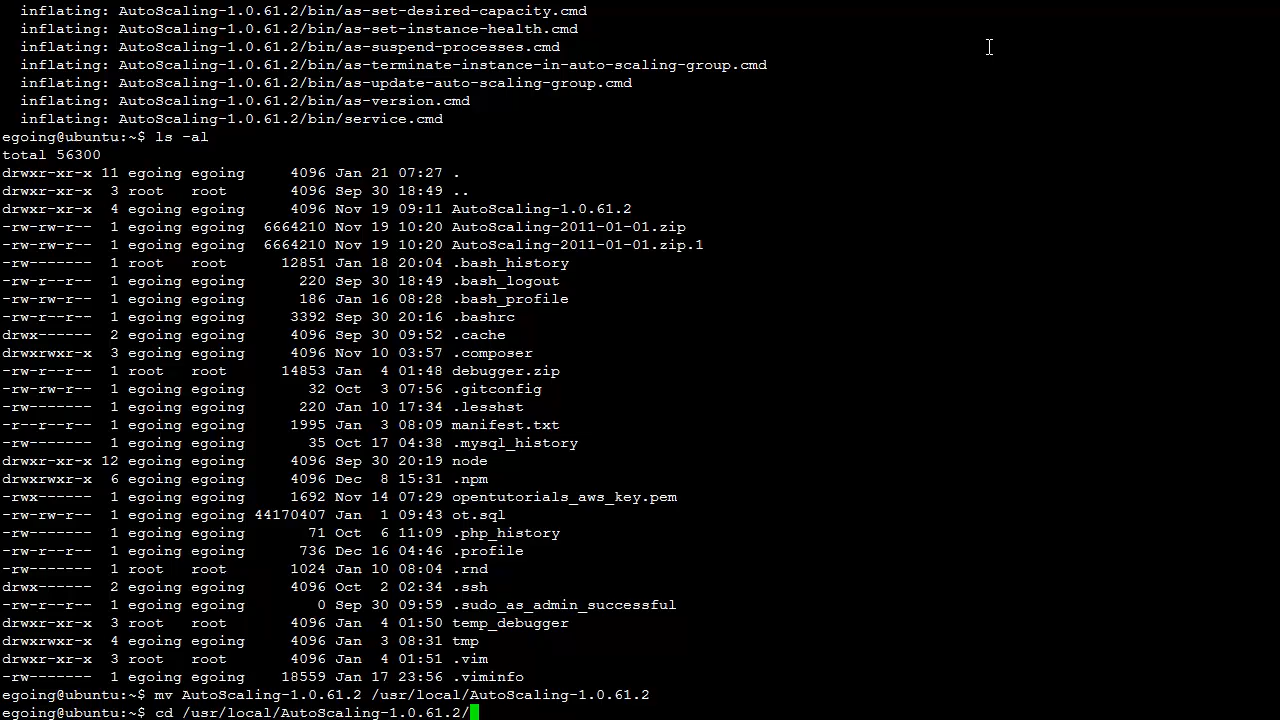 inflating: AutoScaling-1.0.61.2/bin/as-set-desired-capacity.cmd
  inflating: AutoScaling-1.0.61.2/bin/as-set-instance-health.cmd
  inflating: AutoScaling-1.0.61.2/bin/as-suspend-processes.cmd
  inflating: AutoScaling-1.0.61.2/bin/as-terminate-instance-in-auto-scaling-group.cmd
  inflating: AutoScaling-1.0.61.2/bin/as-update-auto-scaling-group.cmd
  inflating: AutoScaling-1.0.61.2/bin/as-version.cmd
  inflating: AutoScaling-1.0.61.2/bin/service.cmd
egoing@ubuntu:~$ ls -al
total 56300
drwxr-xr-x 11 egoing egoing     4096 Jan 21 07:27 .
drwxr-xr-x  3 root   root       4096 Sep 30 18:49 ..
drwxr-xr-x  4 egoing egoing     4096 Nov 19 09:11 AutoScaling-1.0.61.2
-rw-rw-r--  1 egoing egoing  6664210 Nov 19 10:20 AutoScaling-2011-01-01.zip
-rw-rw-r--  1 egoing egoing  6664210 Nov 19 10:20 AutoScaling-2011-01-01.zip.1
-rw-------  1 root   root      12851 Jan 18 20:04 .bash_history
-rw-r--r--  1 egoing egoing      220 Sep 30 18:49 .bash_logout
-rw-rw-r--  1 egoing egoing      186 Jan 16 08:28 .bash_profile
-rw-r--r--  1 egoing egoing     3392 Sep 30 20:16 .bashrc
drwx------  2 egoing egoing     4096 Sep 30 09:52 .cache
drwxrwxr-x  3 egoing egoing     4096 Nov 10 03:57 .composer
-rw-r--r--  1 root   root      14853 Jan  4 01:48 debugger.zip
-rw-rw-r--  1 egoing egoing       32 Oct  3 07:56 .gitconfig
-rw-------  1 egoing egoing      220 Jan 10 17:34 .lesshst
-r--r--r--  1 egoing egoing     1995 Jan  3 08:09 manifest.txt
-rw-------  1 egoing egoing       35 Oct 17 04:38 .mysql_history
drwxr-xr-x 12 egoing egoing     4096 Sep 30 20:19 node
drwxrwxr-x  6 egoing egoing     4096 Dec  8 15:31 .npm
-rwx------  1 egoing egoing     1692 Nov 14 07:29 opentutorials_aws_key.pem
-rw-rw-r--  1 egoing egoing 44170407 Jan  1 09:43 ot.sql
-rw-------  1 egoing egoing       71 Oct  6 11:09 .php_history
-rw-r--r--  1 egoing egoing      736 Dec 16 04:46 .profile
-rw-------  1 root   root       1024 Jan 10 08:04 .rnd
drwx------  2 egoing egoing     4096 Oct  2 02:34 .ssh
-rw-r--r--  1 egoing egoing        0 Sep 30 09:59 .sudo_as_admin_successful
drwxr-xr-x  3 root   root       4096 Jan  4 01:50 temp_debugger
drwxrwxr-x  4 egoing egoing     4096 Jan  3 08:31 tmp
drwxr-xr-x  3 root   root       4096 Jan  4 01:51 .vim
-rw-------  1 egoing egoing    18559 Jan 17 23:56 .viminfo
egoing@ubuntu:~$ mv AutoScaling-1.0.61.2 /usr/local/AutoScaling-1.0.61.2
egoing@ubuntu:~$ cd /usr/local/AutoScaling-1.0.61.2/